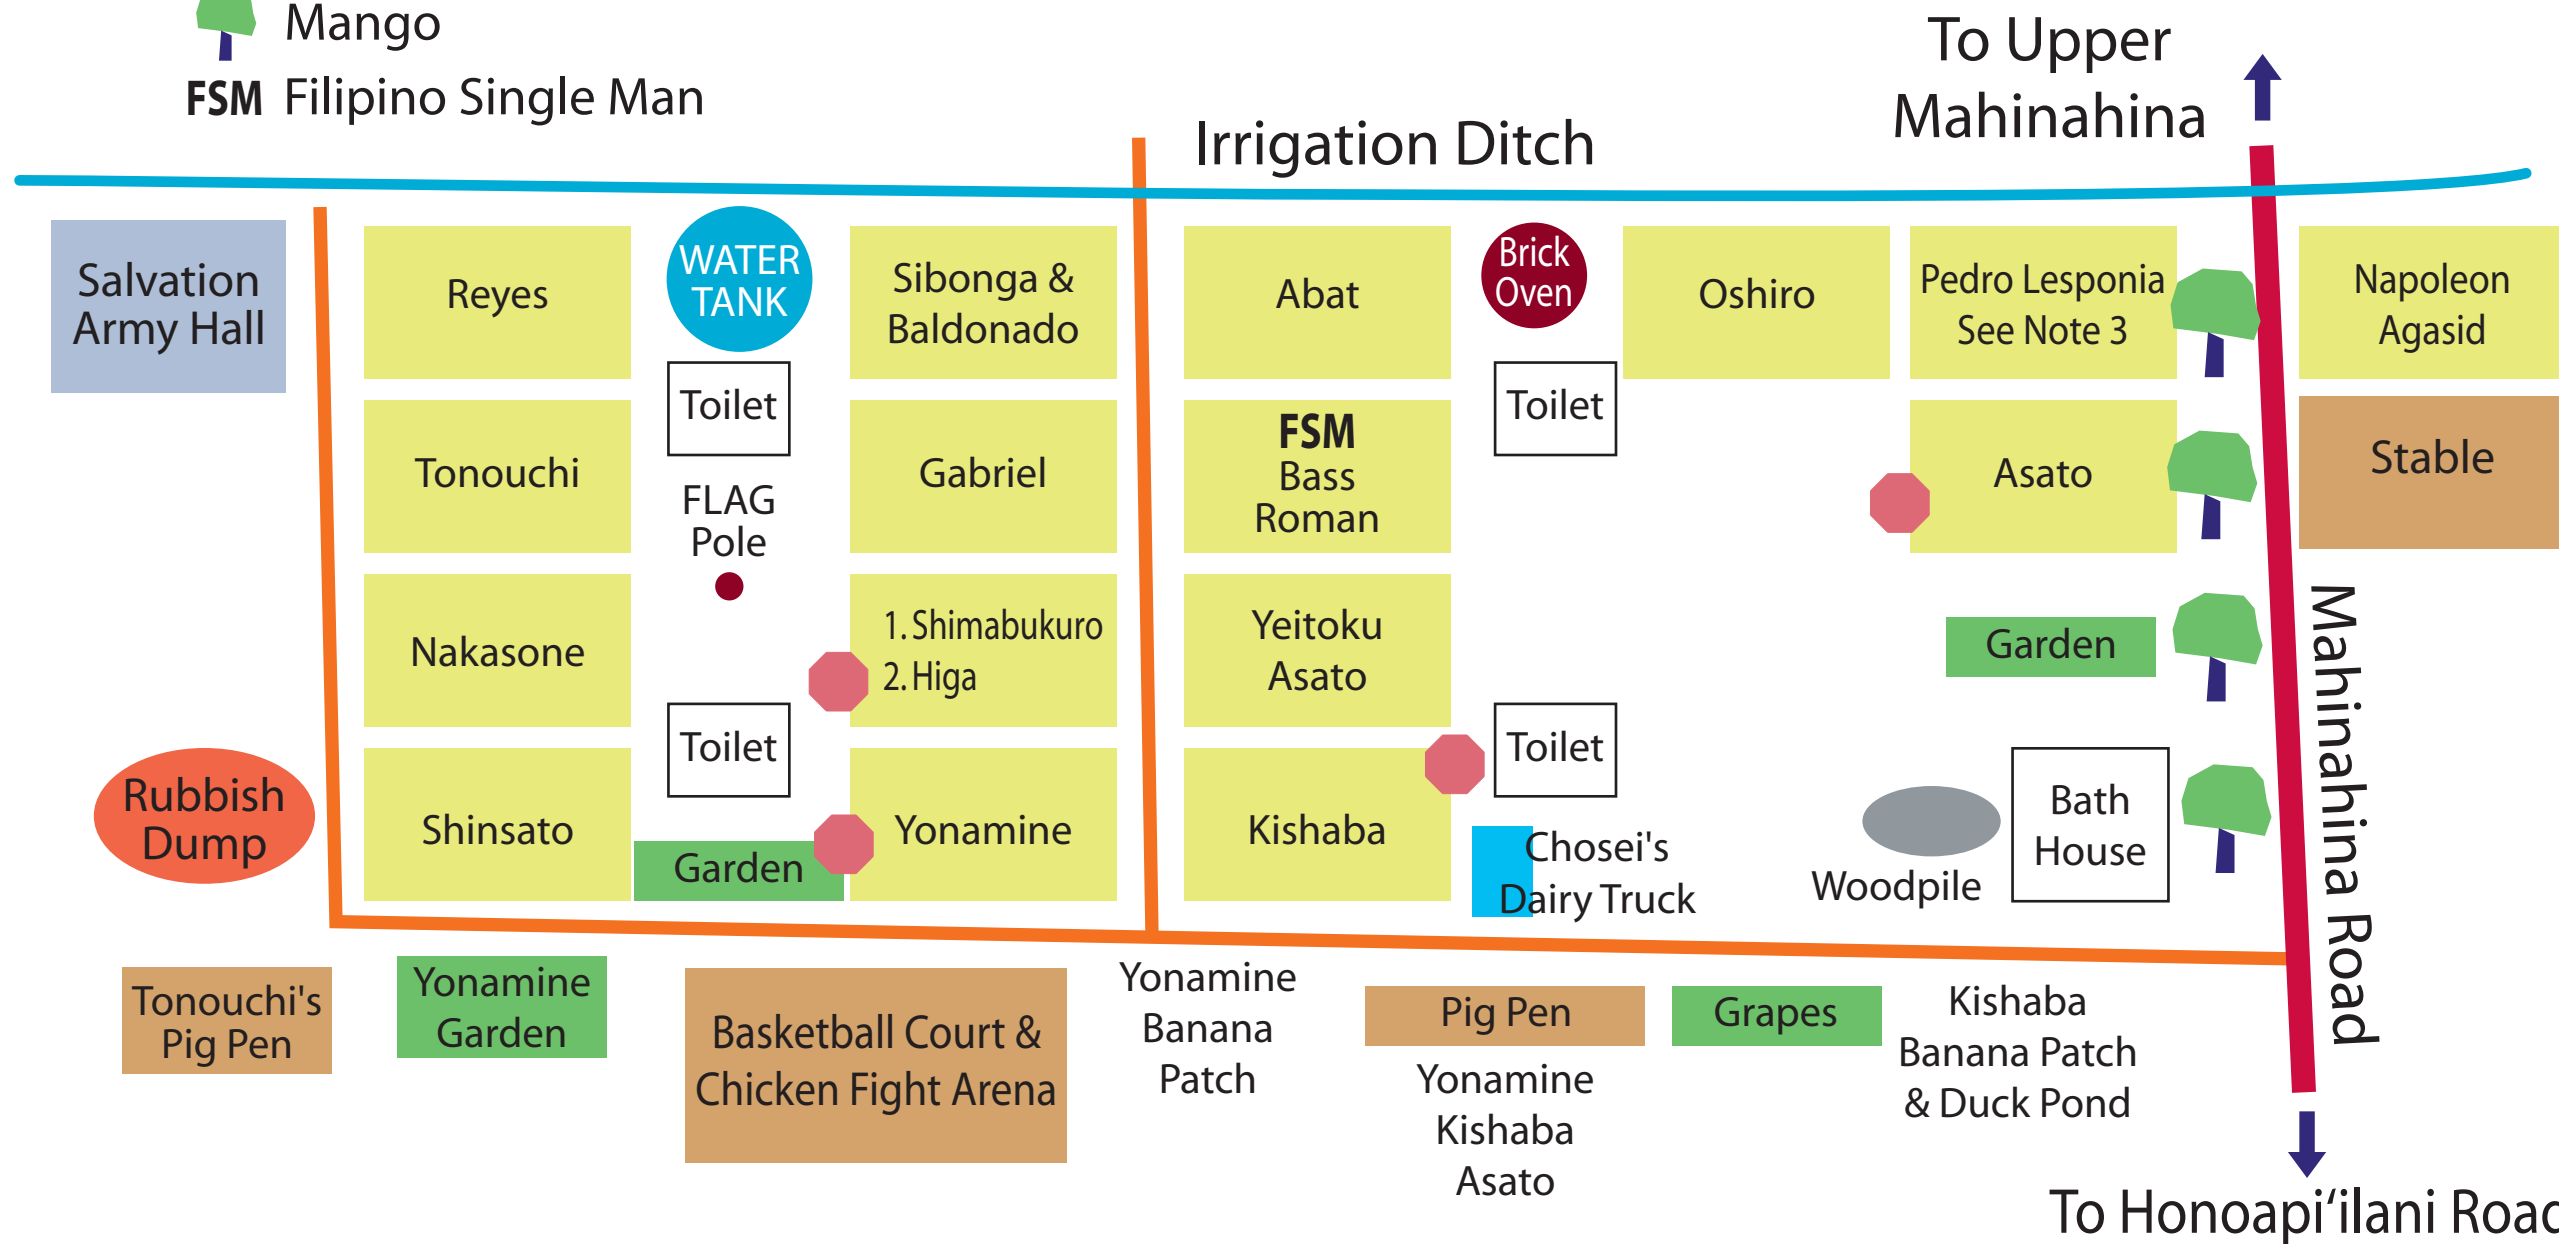 Mango
FSM Filipino Single Man
To Upper
Mahinahina
Irrigation Ditch
Salvation
Army Hall
Reyes
WATER
TANK
Sibonga &
Baldonado
Abat
Brick
Oven
Oshiro
Pedro Lesponia
See Note 3
Napoleon
Agasid
Toilet
Toilet
Tonouchi
FLAG
Pole
Gabriel
FSM
Bass
Roman
Asato
Stable
Nakasone
1. Shimabukuro
2. Higa
Yeitoku
Asato
Garden
Mahinahina Road
Toilet
Toilet
Rubbish
Dump
Shinsato
Garden
Yonamine
Kishaba
Chosei's
Dairy Truck
Woodpile
Bath
House
Tonouchi's
Pig Pen
Yonamine
Garden
Basketball Court &
Chicken Fight Arena
Yonamine
Banana
Patch
Pig Pen
Yonamine
Kishaba
Asato
Grapes
Kishaba
Banana Patch
& Duck Pond
To Honoapi‘ilani Road